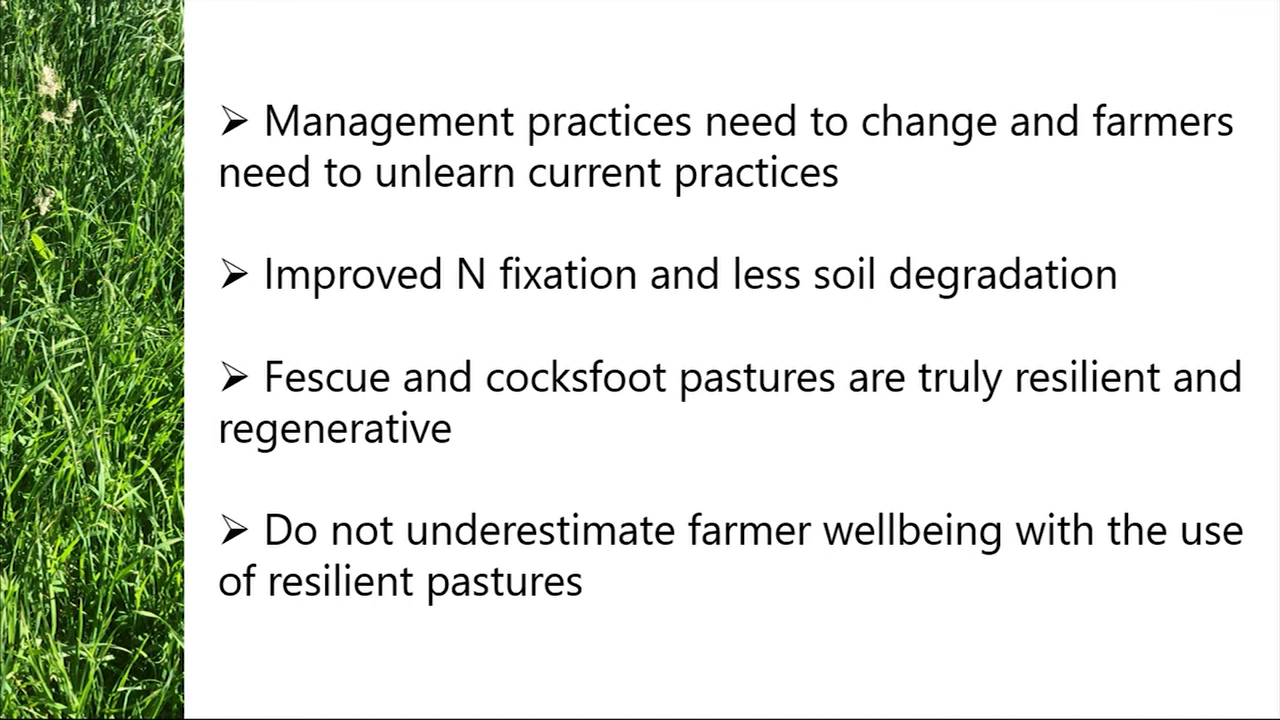 ➢ Management practices need to change and farmers
need to unlearn current practices
➢ Improved N fixation and less soil degradation
➢ Fescue and cocksfoot pastures are truly resilient and
regenerative
➢ Do not underestimate farmer wellbeing with the use
of resilient pastures